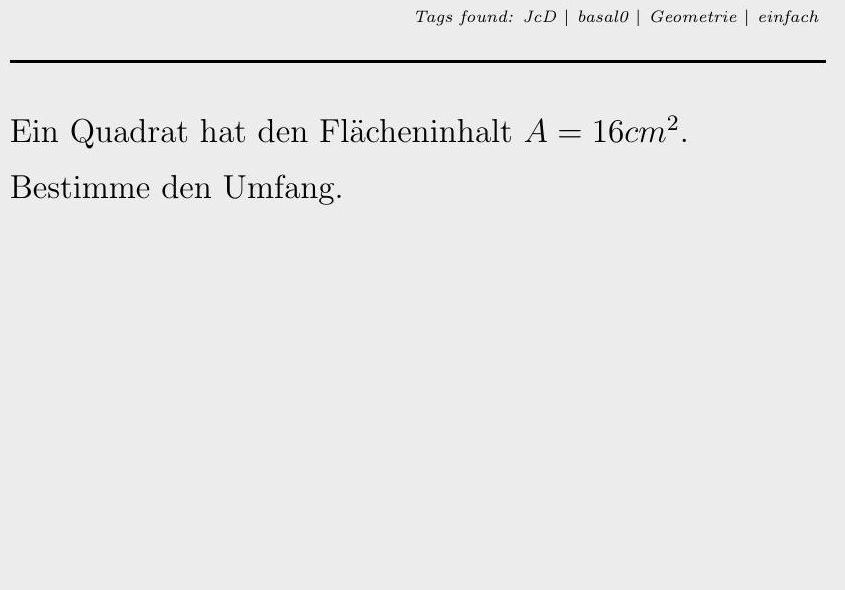 Tags found: JcD | basal0 | Geometrie | einfach
Ein Quadrat hat den Flächeninhalt $A = 16cm^2$.
Bestimme den Umfang.